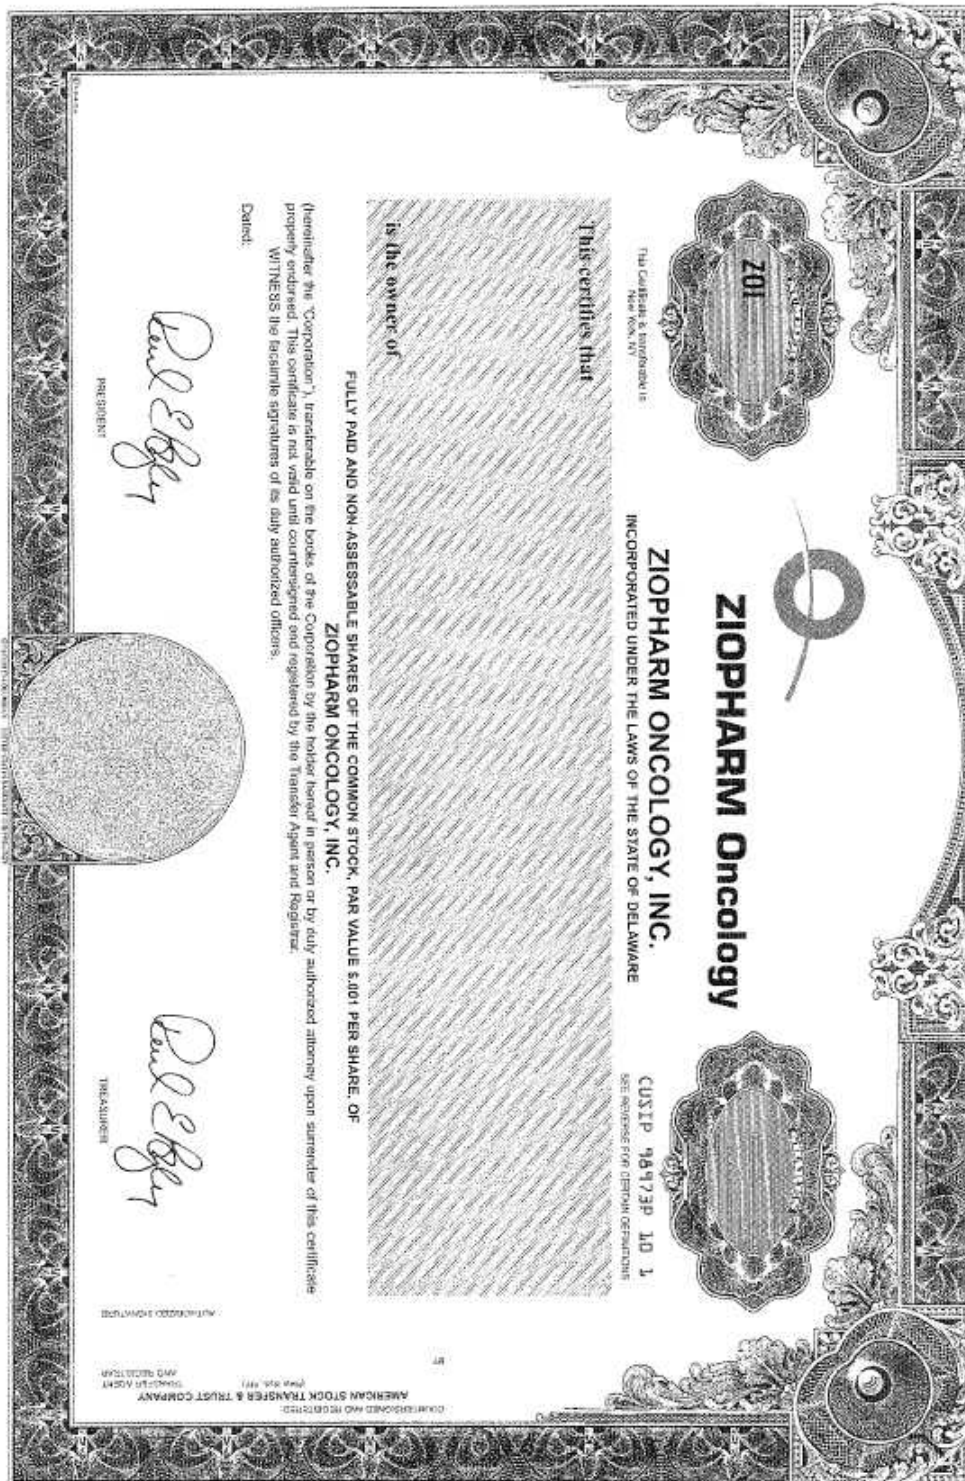 ZIOPHARM Oncology
ZOI
This Certificate is transferable in
New York, NY
ZIOPHARM ONCOLOGY, INC.
INCORPORATED UNDER THE LAWS OF THE STATE OF DELAWARE
CUSIP 98973P 10 1
SEE REVERSE FOR CERTAIN DEFINITIONS
This certifies that
is the owner of
FULLY PAID AND NON-ASSESSABLE SHARES OF THE COMMON STOCK, PAR VALUE $.001 PER SHARE, OF
ZIOPHARM ONCOLOGY, INC.
(hereinafter the "Corporation"), transferable on the books of the Corporation by the holder hereof in person or by duly authorized attorney upon surrender of this certificate
properly endorsed. This certificate is not valid until countersigned and registered by the Transfer Agent and Registrar.
WITNESS the facsimile signatures of its duly authorized officers.
Dated:
PRESIDENT
TREASURER
COUNTERSIGNED AND REGISTERED:
AMERICAN STOCK TRANSFER & TRUST COMPANY
(New York, NY)
TRANSFER AGENT
AND REGISTRAR
BY
AUTHORIZED SIGNATURE